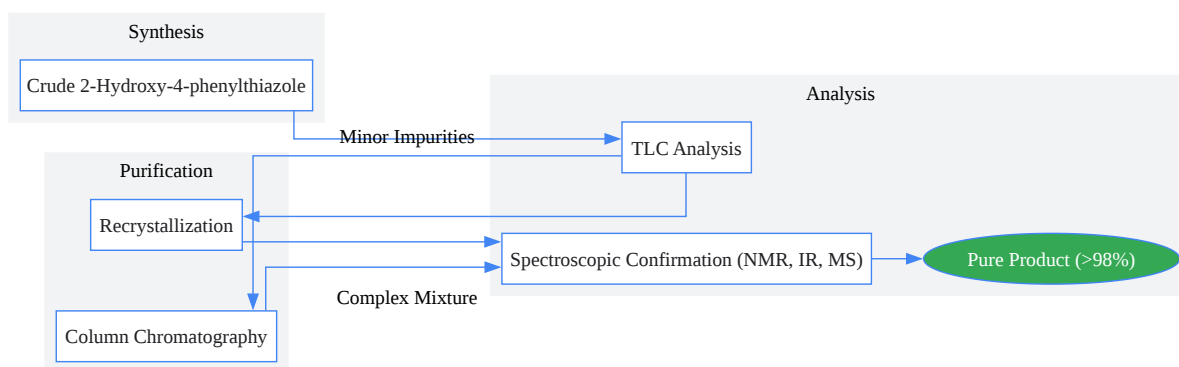 Synthesis
Crude 2-Hydroxy-4-phenylthiazole
Analysis
Minor Impurities
TLC Analysis
Purification
Recrystallization
Spectroscopic Confirmation (NMR, IR, MS)
Pure Product (>98%)
Complex Mixture
Column Chromatography